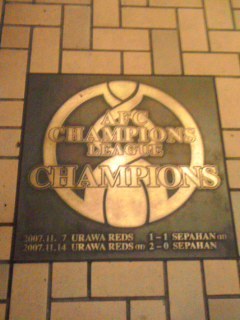 AFC
CHAMPIONS
LEAGUE
CHAMPIONS
2007.11. 7 URAWA REDS 1-1 SEPAHAN(H)
2007.11.14 URAWA REDS(H) 2-0 SEPAHAN